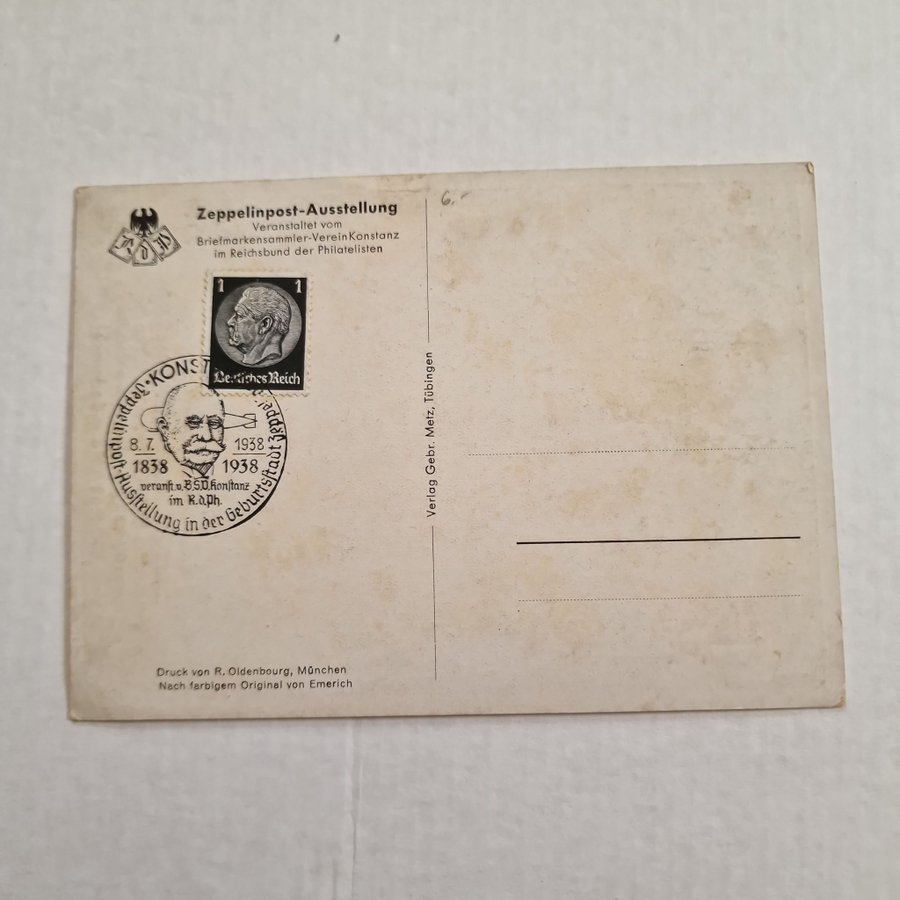 R d P
Zeppelinpost-Ausstellung
Veranstaltet vom
Briefmarkensammler-Verein Konstanz
im Reichsbund der Philatelisten
6.-
1 1
Deutsches Reich
8.7. 1938
1838 1938
veranst. v. B.S.V. Konstanz
im R.d.Ph.
Zeppelinpost-Ausstellung in der Geburtsstadt
Verlag Gebr. Metz, Tübingen
Druck von R. Oldenbourg, München
Nach farbigem Original von Emerich